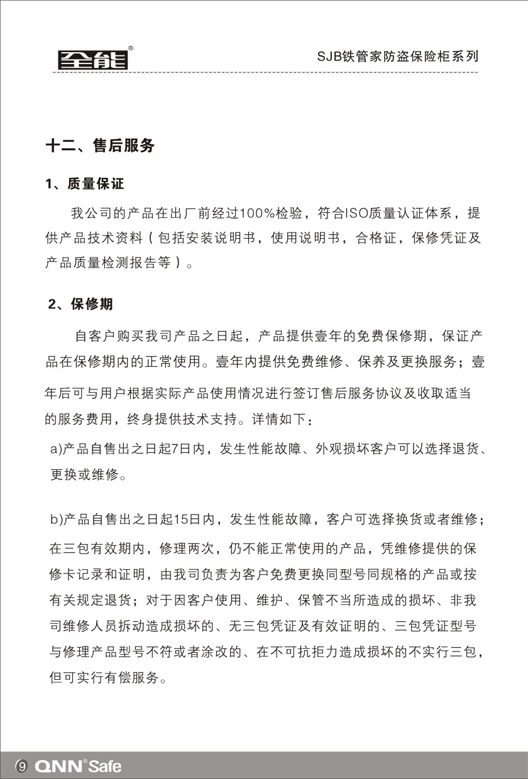 全能®
SJB铁管家防盗保险柜系列
十二、售后服务
1、质量保证
我公司的产品在出厂前经过100%检验，符合ISO质量认证体系，提
供产品技术资料（包括安装说明书，使用说明书，合格证，保修凭证及
产品质量检测报告等）。
2、保修期
自客户购买我司产品之日起，产品提供壹年的免费保修期，保证产
品在保修期内的正常使用。壹年内提供免费维修、保养及更换服务；壹
年后可与用户根据实际产品使用情况进行签订售后服务协议及收取适当
的服务费用，终身提供技术支持。详情如下：
a)产品自售出之日起7日内，发生性能故障、外观损坏客户可以选择退货、
更换或维修。
b)产品自售出之日起15日内，发生性能故障，客户可选择换货或者维修；
在三包有效期内，修理两次，仍不能正常使用的产品，凭维修提供的保
修卡记录和证明，由我司负责为客户免费更换同型号同规格的产品或按
有关规定退货；对于因客户使用、维护、保管不当所造成的损坏、非我
司维修人员拆动造成损坏的、无三包凭证及有效证明的、三包凭证型号
与修理产品型号不符或者涂改的、在不可抗拒力造成损坏的不实行三包，
但可实行有偿服务。
9 QNN® Safe